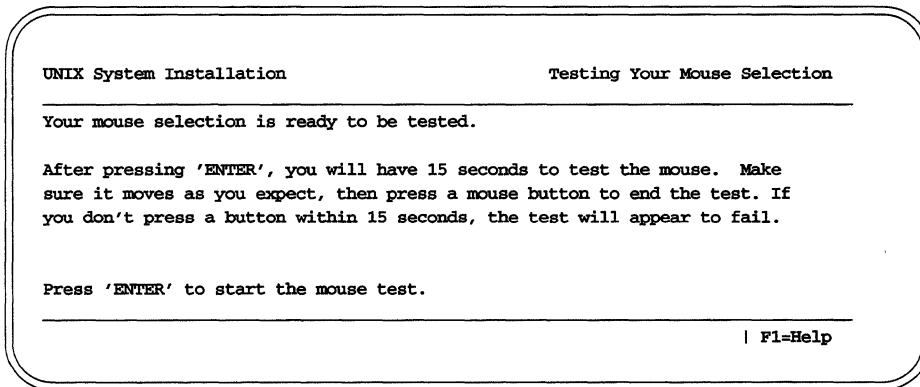 UNIX System Installation Testing Your Mouse Selection
Your mouse selection is ready to be tested.
After pressing 'ENTER', you will have 15 seconds to test the mouse. Make
sure it moves as you expect, then press a mouse button to end the test. If
you don't press a button within 15 seconds, the test will appear to fail.
Press 'ENTER' to start the mouse test.
| F1=Help